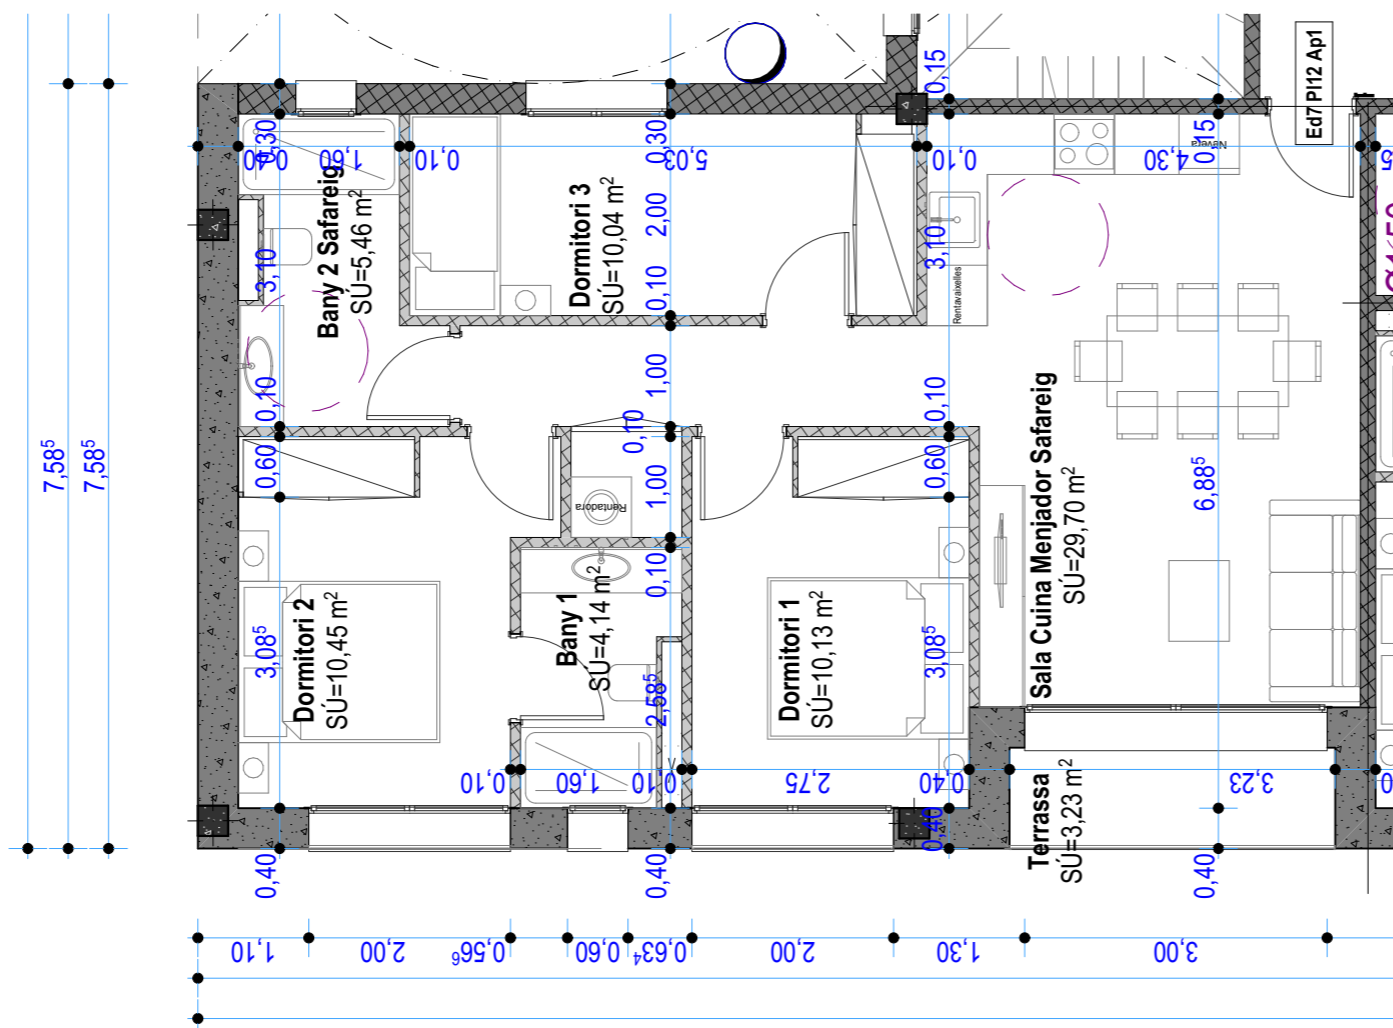 Ed7 Pl12 Ap1
0,15
0,30
0,30
0,15
0,40
1,60
0,10
5,03
0,10
4,30
Nevera
Bany 2 Safareig
SÚ=5,46 m²
Dormitori 3
SÚ=10,04 m²
2,00
3,10
3,10
0,10
Rentavaixelles
7,58⁵
7,58⁵
1,00
0,10
0,10
0,10
0,60
1,00
0,60
Rentadora
Sala Cuina Menjador Safareig
SÚ=29,70 m²
6,88⁵
0,10
Dormitori 2
SÚ=10,45 m²
3,08⁵
Bany 1
SÚ=4,14 m²
2,58⁵
Dormitori 1
SÚ=10,13 m²
3,08⁵
0,10
1,60
0,10
2,75
0,40
3,23
Terrassa
SÚ=3,23 m²
0,40
0,40
0,40
0,40
1,10
2,00
0,56⁶
0,60
0,63⁴
2,00
1,30
3,00